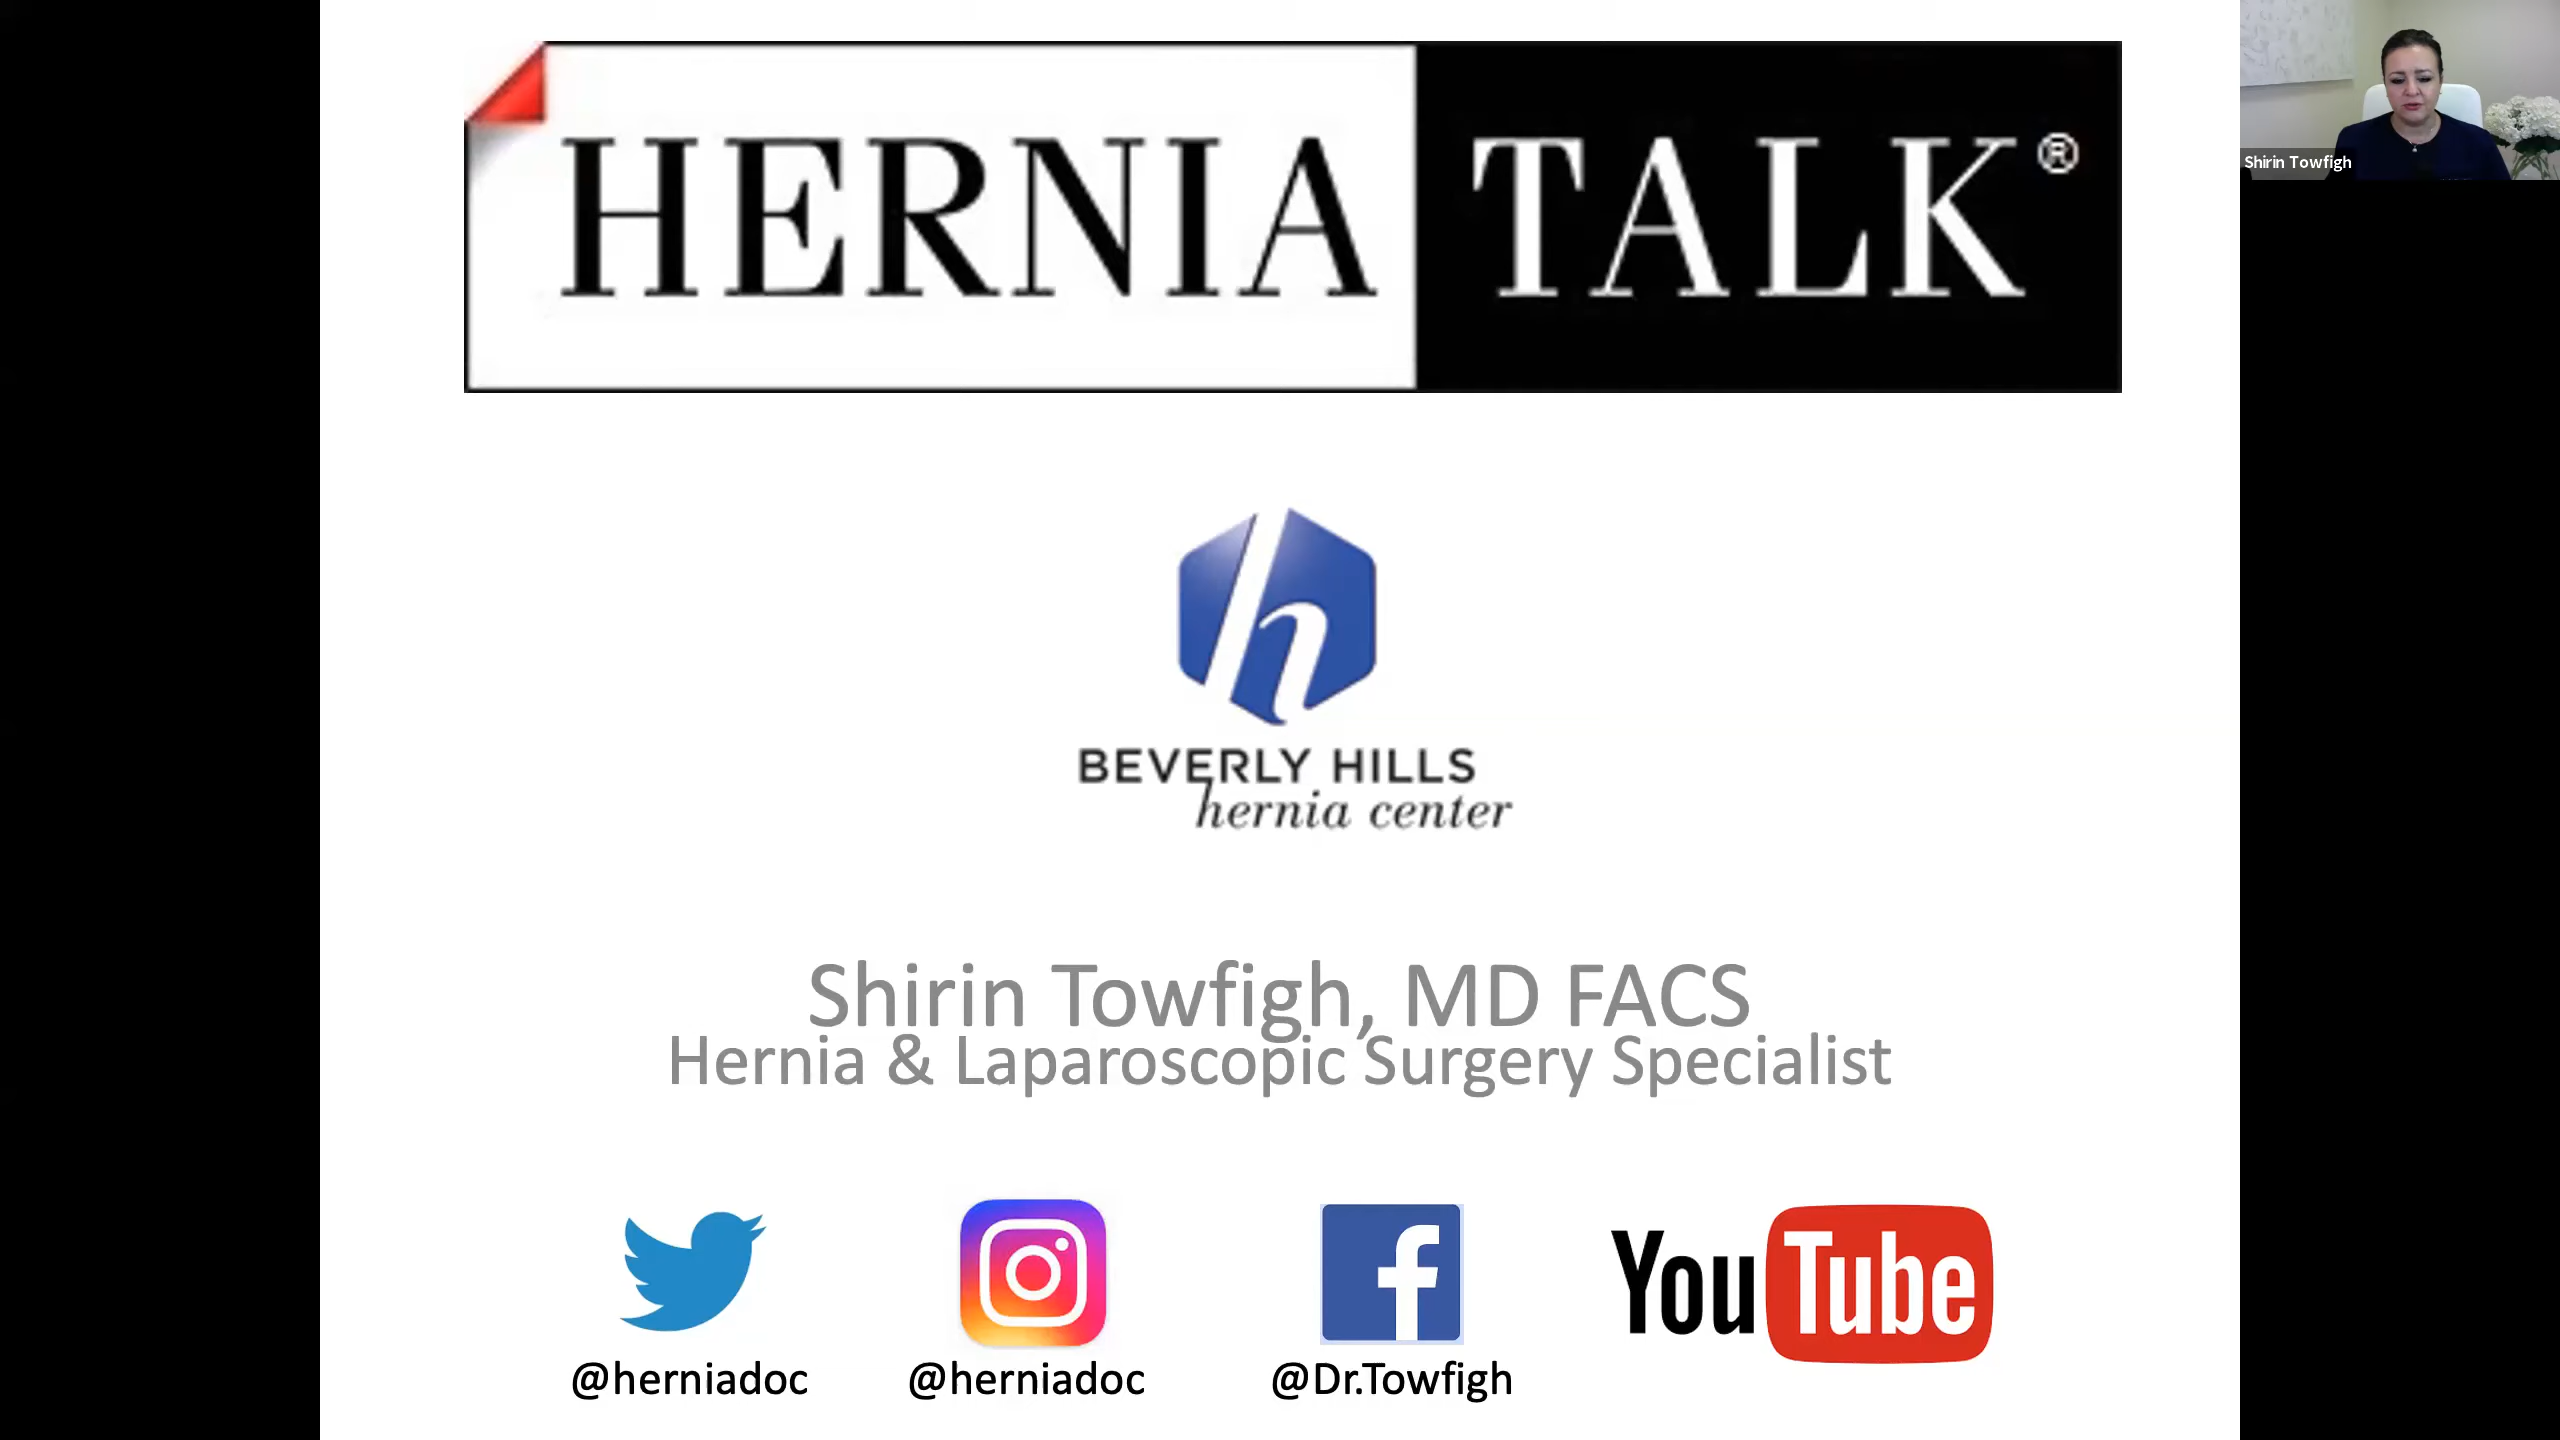 HERNIA TALK®
Shirin Towfigh
h
BEVERLY HILLS
hernia center
Shirin Towfigh, MD FACS
Hernia & Laparoscopic Surgery Specialist
f
YouTube
@herniadoc
@herniadoc
@Dr.Towfigh